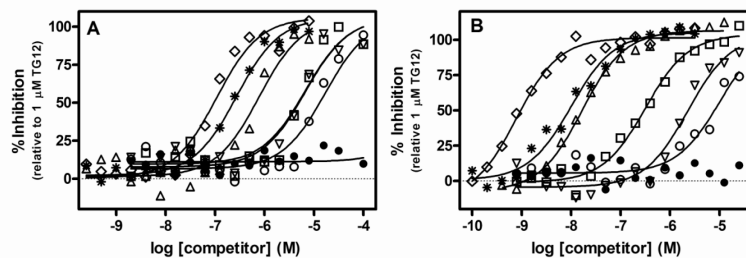 A
B
% Inhibition
(relative to 1 μM TG12)
100
75
50
25
0
-9
-8
-7
-6
-5
-4
log [competitor] (M)
% Inhibition
(relative 1 μM TG12)
100
75
50
25
0
-10
-9
-8
-7
-6
-5
-4
log [competitor] (M)